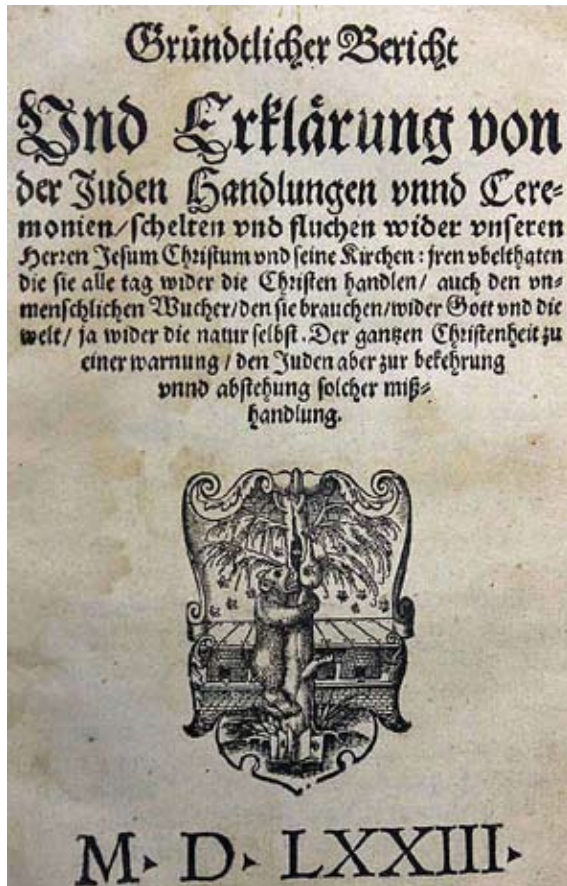 Gründtlicher Bericht
Vnd Erklärung von
der Juden Handlungen vnnd Cere⸗
monien/schelten vnd fluchen wider vnseren
Herren Jesum Christum vnd seine Kirchen: jren vbelthaten
die sie alle tag wider die Christen handlen/ auch den vn⸗
menschlichen Wucher/den sie brauchen/wider Gott vnd die
welt/ ja wider die natur selbst. Der gantzen Christenheit zu
einer warnung/den Juden aber zur bekehrung
vnnd abstehung solcher miß⸗
handlung.
M. D. LXXIII.